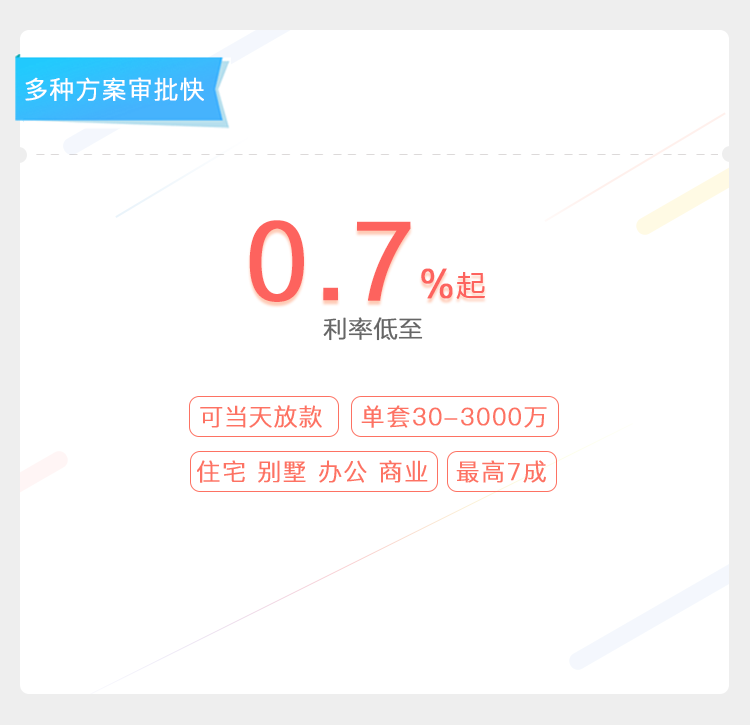 多种方案审批快
0.7%起
利率低至
可当天放款 单套30-3000万
住宅 别墅 办公 商业 最高7成